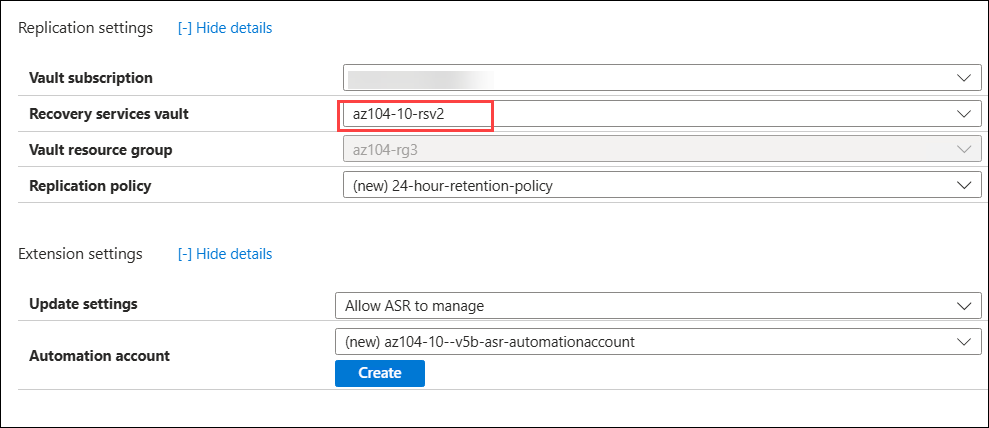 Replication settings [-] Hide details
Vault subscription
Recovery services vault az104-10-rsv2
Vault resource group az104-rg3
Replication policy (new) 24-hour-retention-policy
Extension settings [-] Hide details
Update settings Allow ASR to manage
Automation account (new) az104-10--v5b-asr-automationaccount
Create